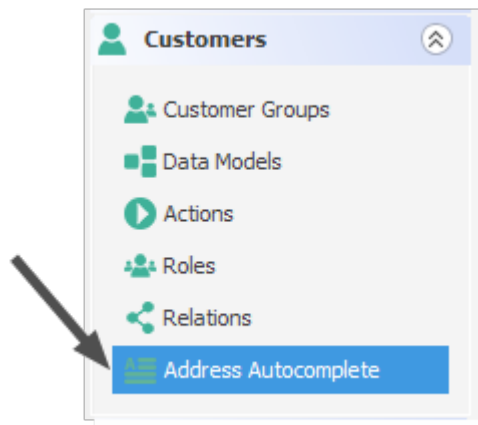 Customers
Customer Groups
Data Models
Actions
Roles
Relations
Address Autocomplete